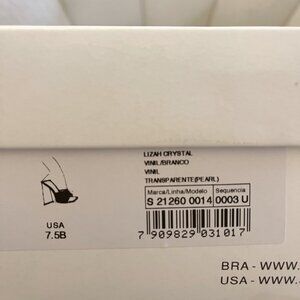 LIZAH CRYSTAL
VINIL/BRANCO
VINIL
TRANSPARENTE(PEARL)
Marca/Linha/Modelo Sequencia
S 21260 0014 0003 U
USA
7.5B
7 909829 031017
BRA - WWW.
USA - WWW.